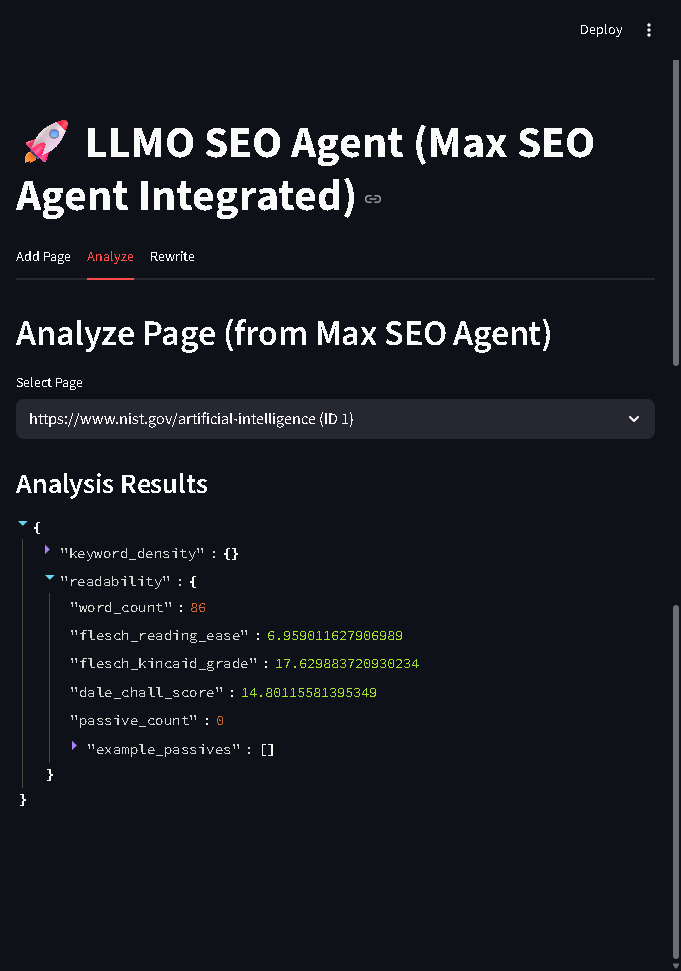 Deploy
🚀 LLMO SEO Agent (Max SEO
Agent Integrated)
Add Page Analyze Rewrite
Analyze Page (from Max SEO Agent)
Select Page
https://www.nist.gov/artificial-intelligence (ID 1)
Analysis Results
{
"keyword_density" : {}
"readability" : {
"word_count" : 86
"flesch_reading_ease" : 6.959011627906989
"flesch_kincaid_grade" : 17.629883720930234
"dale_chall_score" : 14.80115581395349
"passive_count" : 0
"example_passives" : []
}
}